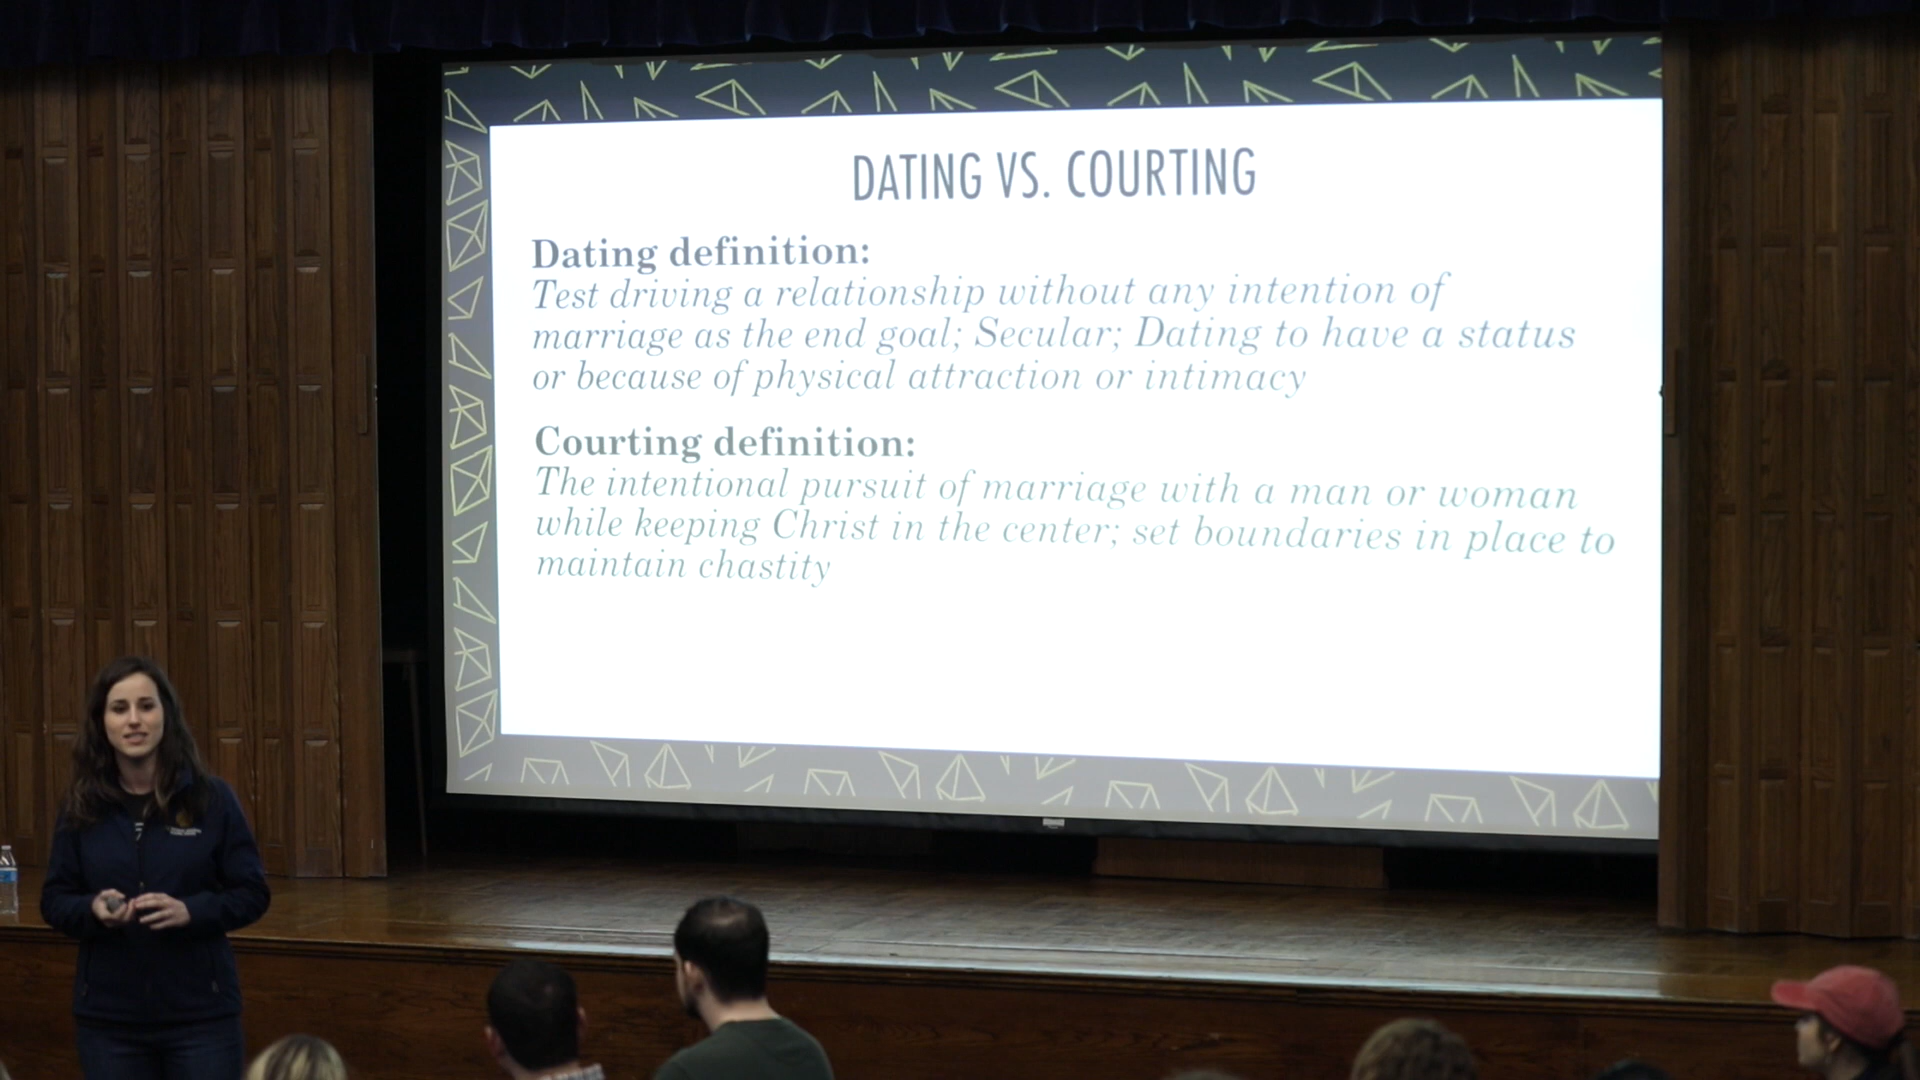 DATING VS. COURTING
Dating definition:
Test driving a relationship without any intention of
marriage as the end goal; Secular; Dating to have a status
or because of physical attraction or intimacy
Courting definition:
The intentional pursuit of marriage with a man or woman
while keeping Christ in the center; set boundaries in place to
maintain chastity